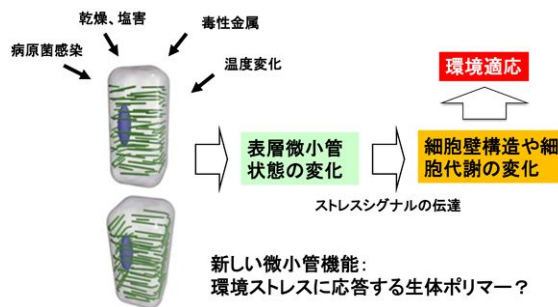 乾燥、塩害
毒性金属
病原菌感染
温度変化
環境適応
表層微小管
状態の変化
細胞壁構造や細
胞代謝の変化
ストレスシグナルの伝達
新しい微小管機能:
環境ストレスに応答する生体ポリマー?